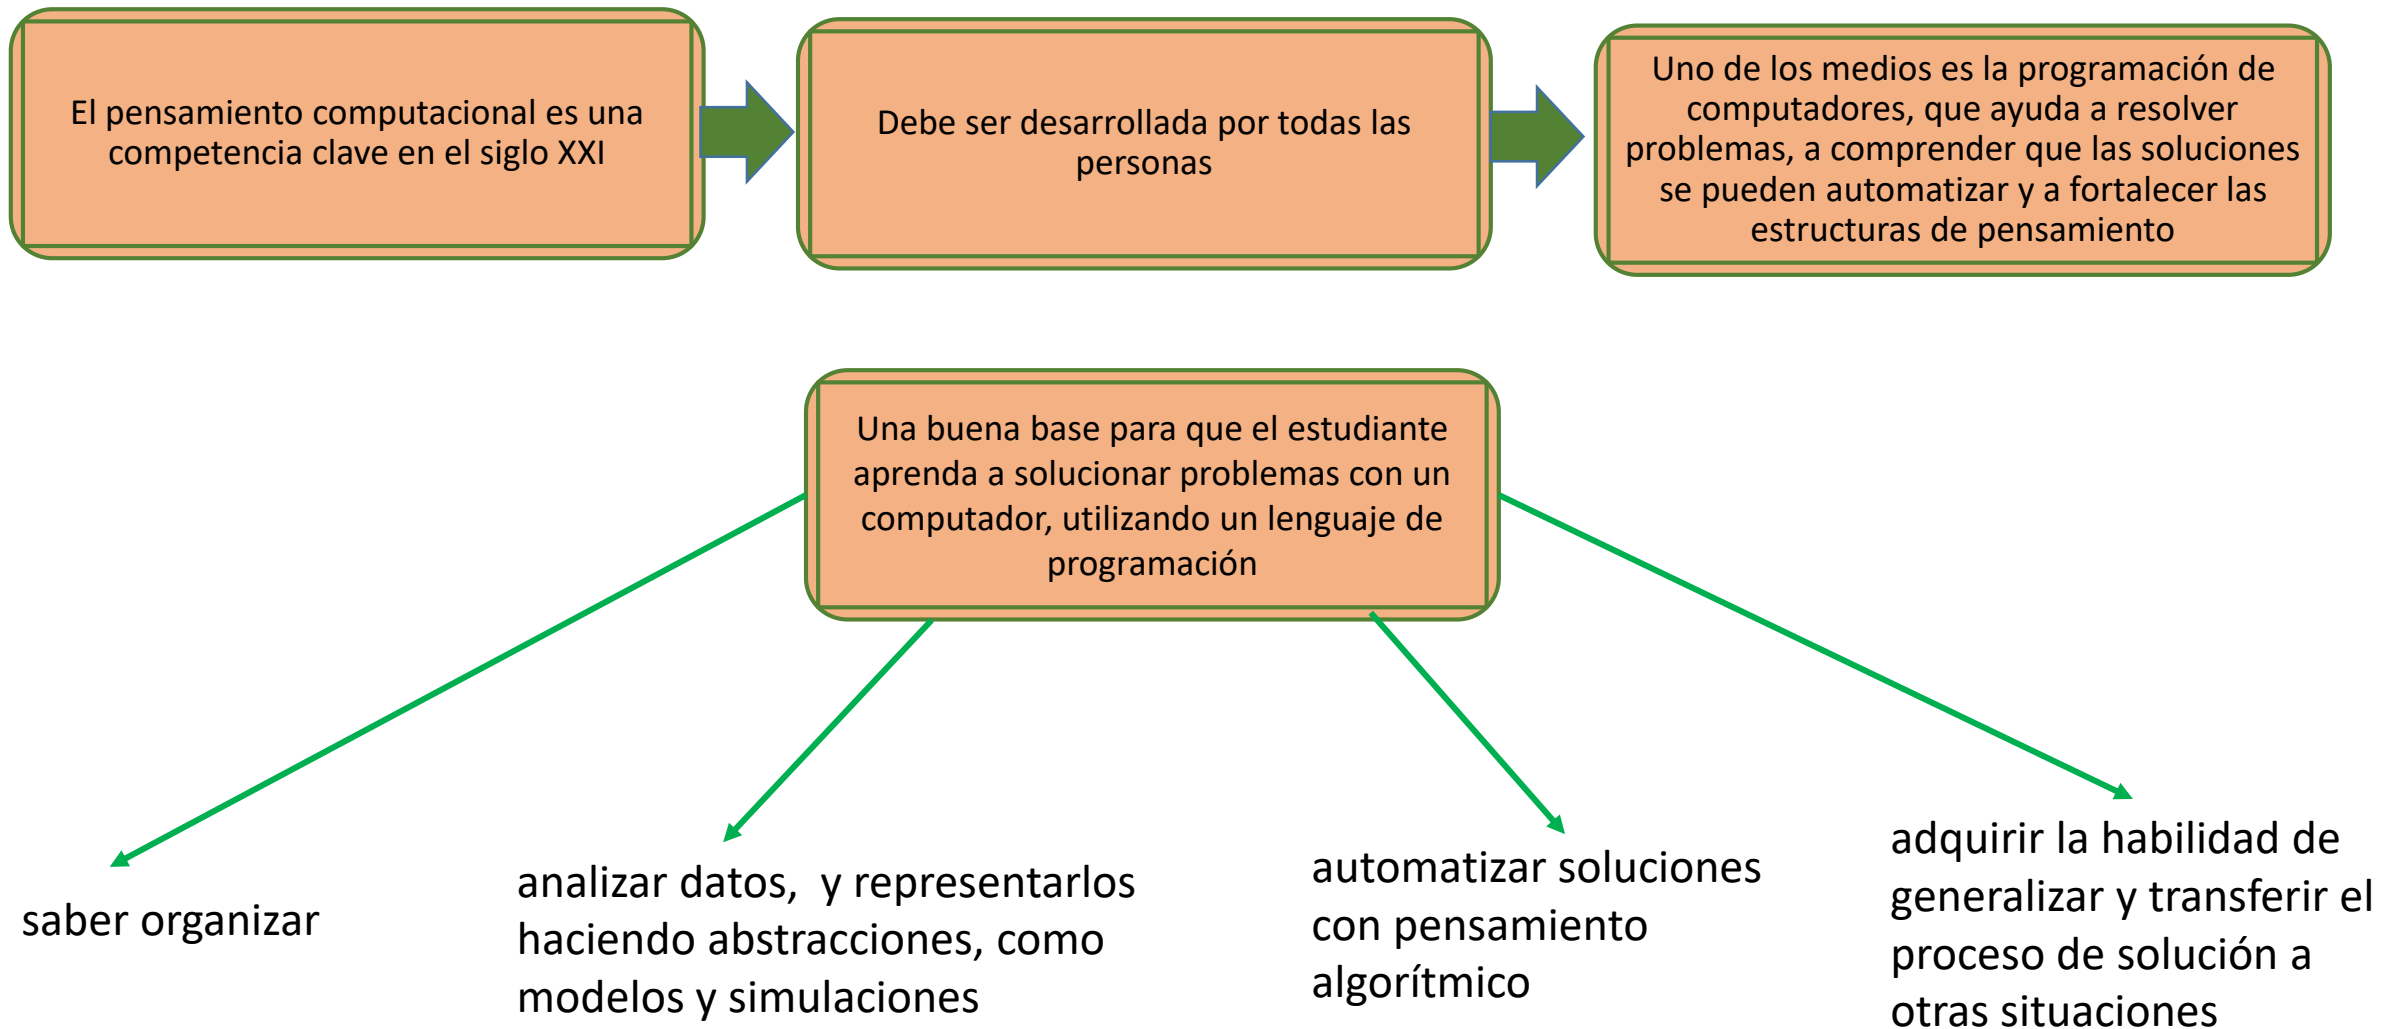 El pensamiento computacional es una
competencia clave en el siglo XXI
Debe ser desarrollada por todas las
personas
Uno de los medios es la programación de
computadores, que ayuda a resolver
problemas, a comprender que las soluciones
se pueden automatizar y a fortalecer las
estructuras de pensamiento
Una buena base para que el estudiante
aprenda a solucionar problemas con un
computador, utilizando un lenguaje de
programación
saber organizar
analizar datos,  y representarlos
haciendo abstracciones, como
modelos y simulaciones
automatizar soluciones
con pensamiento
algorítmico
adquirir la habilidad de
generalizar y transferir el
proceso de solución a
otras situaciones